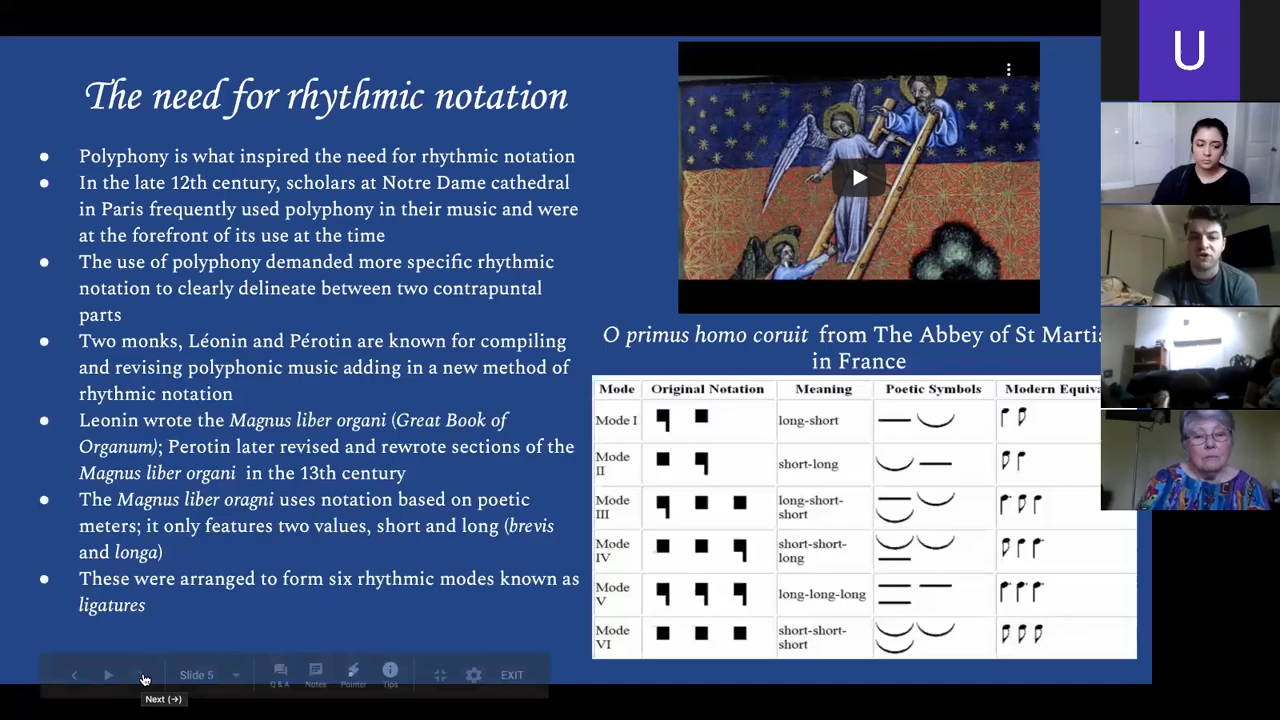 The need for rhythmic notation
● Polyphony is what inspired the need for rhythmic notation
● In the late 12th century, scholars at Notre Dame cathedral
in Paris frequently used polyphony in their music and were
at the forefront of its use at the time
● The use of polyphony demanded more specific rhythmic
notation to clearly delineate between two contrapuntal
parts
● Two monks, Léonin and Pérotin are known for compiling
and revising polyphonic music adding in a new method of
rhythmic notation
● Leonin wrote the Magnus liber organi (Great Book of
Organum); Perotin later revised and rewrote sections of the
Magnus liber organi in the 13th century
● The Magnus liber oragni uses notation based on poetic
meters; it only features two values, short and long (brevis
and longa)
● These were arranged to form six rhythmic modes known as
ligatures
O primus homo coruit from The Abbey of St Martia
in France
Mode Original Notation Meaning Poetic Symbols Modern Equiva
Mode I long-short
Mode
II
short-long
Mode
III
long-short-
short
Mode
IV
short-short-
long
Mode
V
long-long-long
Mode
VI
short-short-
short
U
Slide 5
Q & A Notes Pointer Tips
EXIT
Next (→)